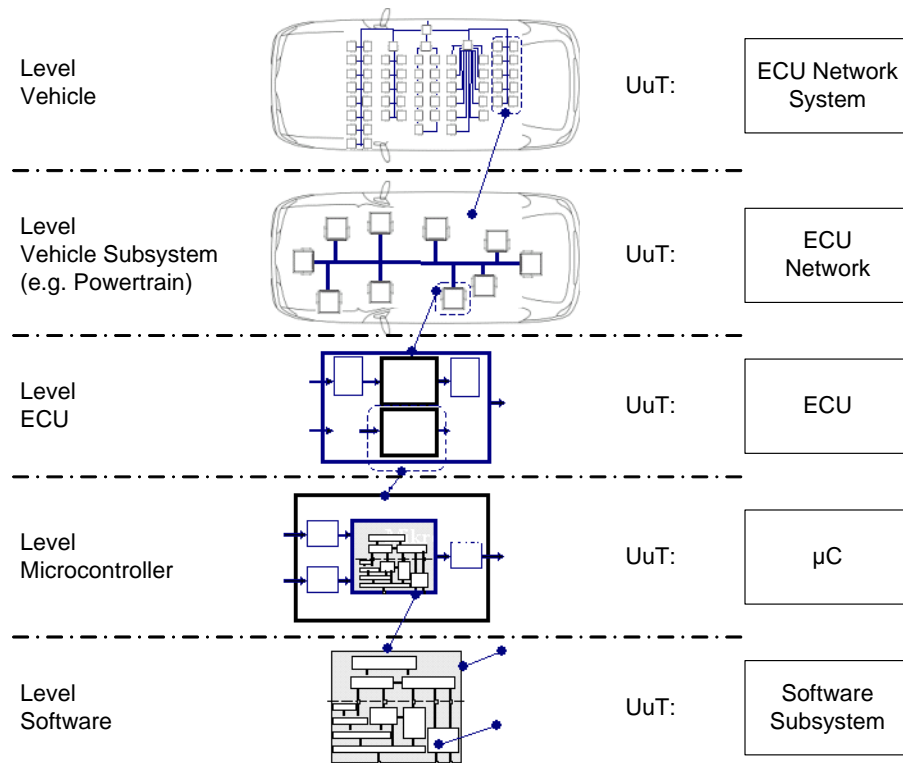 Level
Vehicle
UuT:
ECU Network
System
Level
Vehicle Subsystem
(e.g. Powertrain)
UuT:
ECU
Network
Level
ECU
UuT:
ECU
Level
Microcontroller
UuT:
µC
Level
Software
UuT:
Software
Subsystem